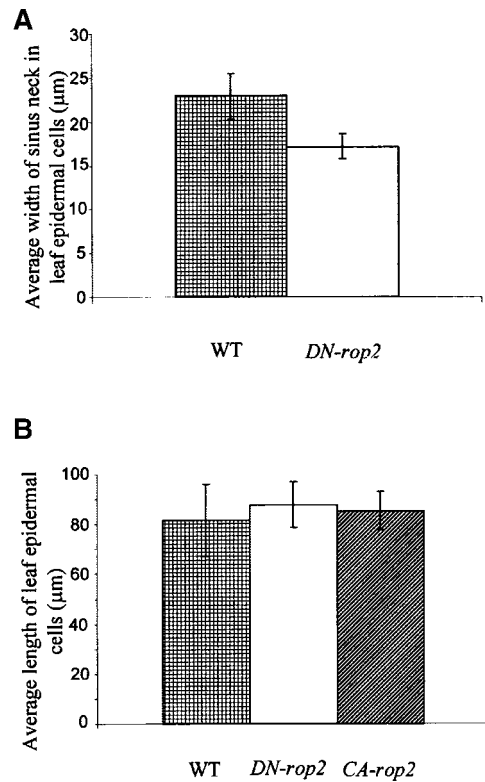 A
Average width of sinus neck in
leaf epidermal cells (μm)
30
25
20
15
10
5
0
WT DN-rop2
B
Average length of leaf epidermal
cells (μm)
100
80
60
40
20
0
WT DN-rop2 CA-rop2